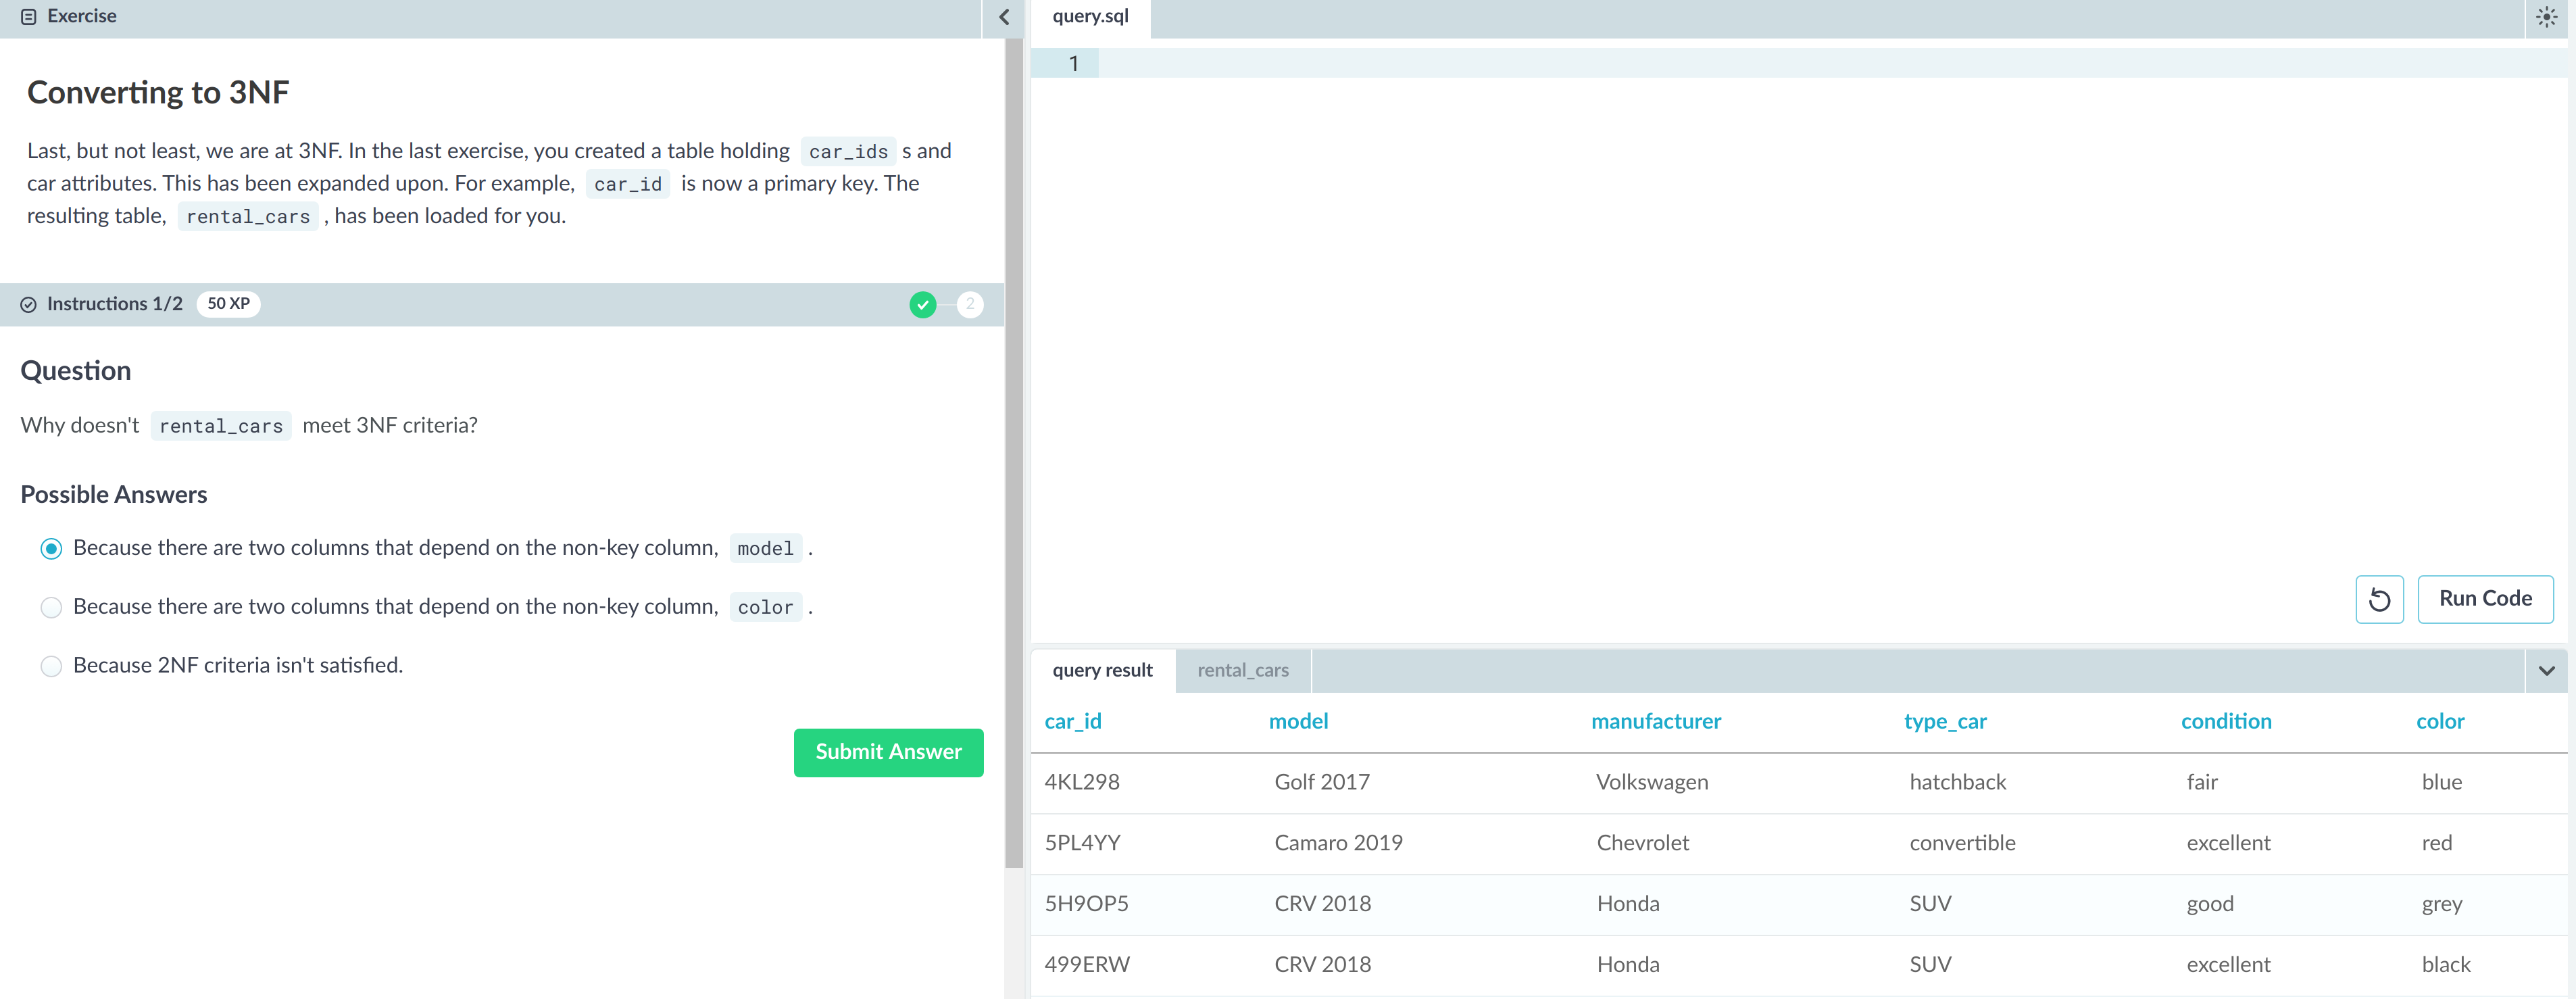 Exercise
Converting to 3NF
Last, but not least, we are at 3NF. In the last exercise, you created a table holding car_ids s and
car attributes. This has been expanded upon. For example, car_id is now a primary key. The
resulting table, rental_cars , has been loaded for you.
Instructions 1/2 50 XP 2
Question
Why doesn't rental_cars meet 3NF criteria?
Possible Answers
Because there are two columns that depend on the non-key column, model .
Because there are two columns that depend on the non-key column, color .
Because 2NF criteria isn't satisfied.
Submit Answer
query.sql
1
Run Code
query result rental_cars
car_id model manufacturer type_car condition color
4KL298 Golf 2017 Volkswagen hatchback fair blue
5PL4YY Camaro 2019 Chevrolet convertible excellent red
5H9OP5 CRV 2018 Honda SUV good grey
499ERW CRV 2018 Honda SUV excellent black